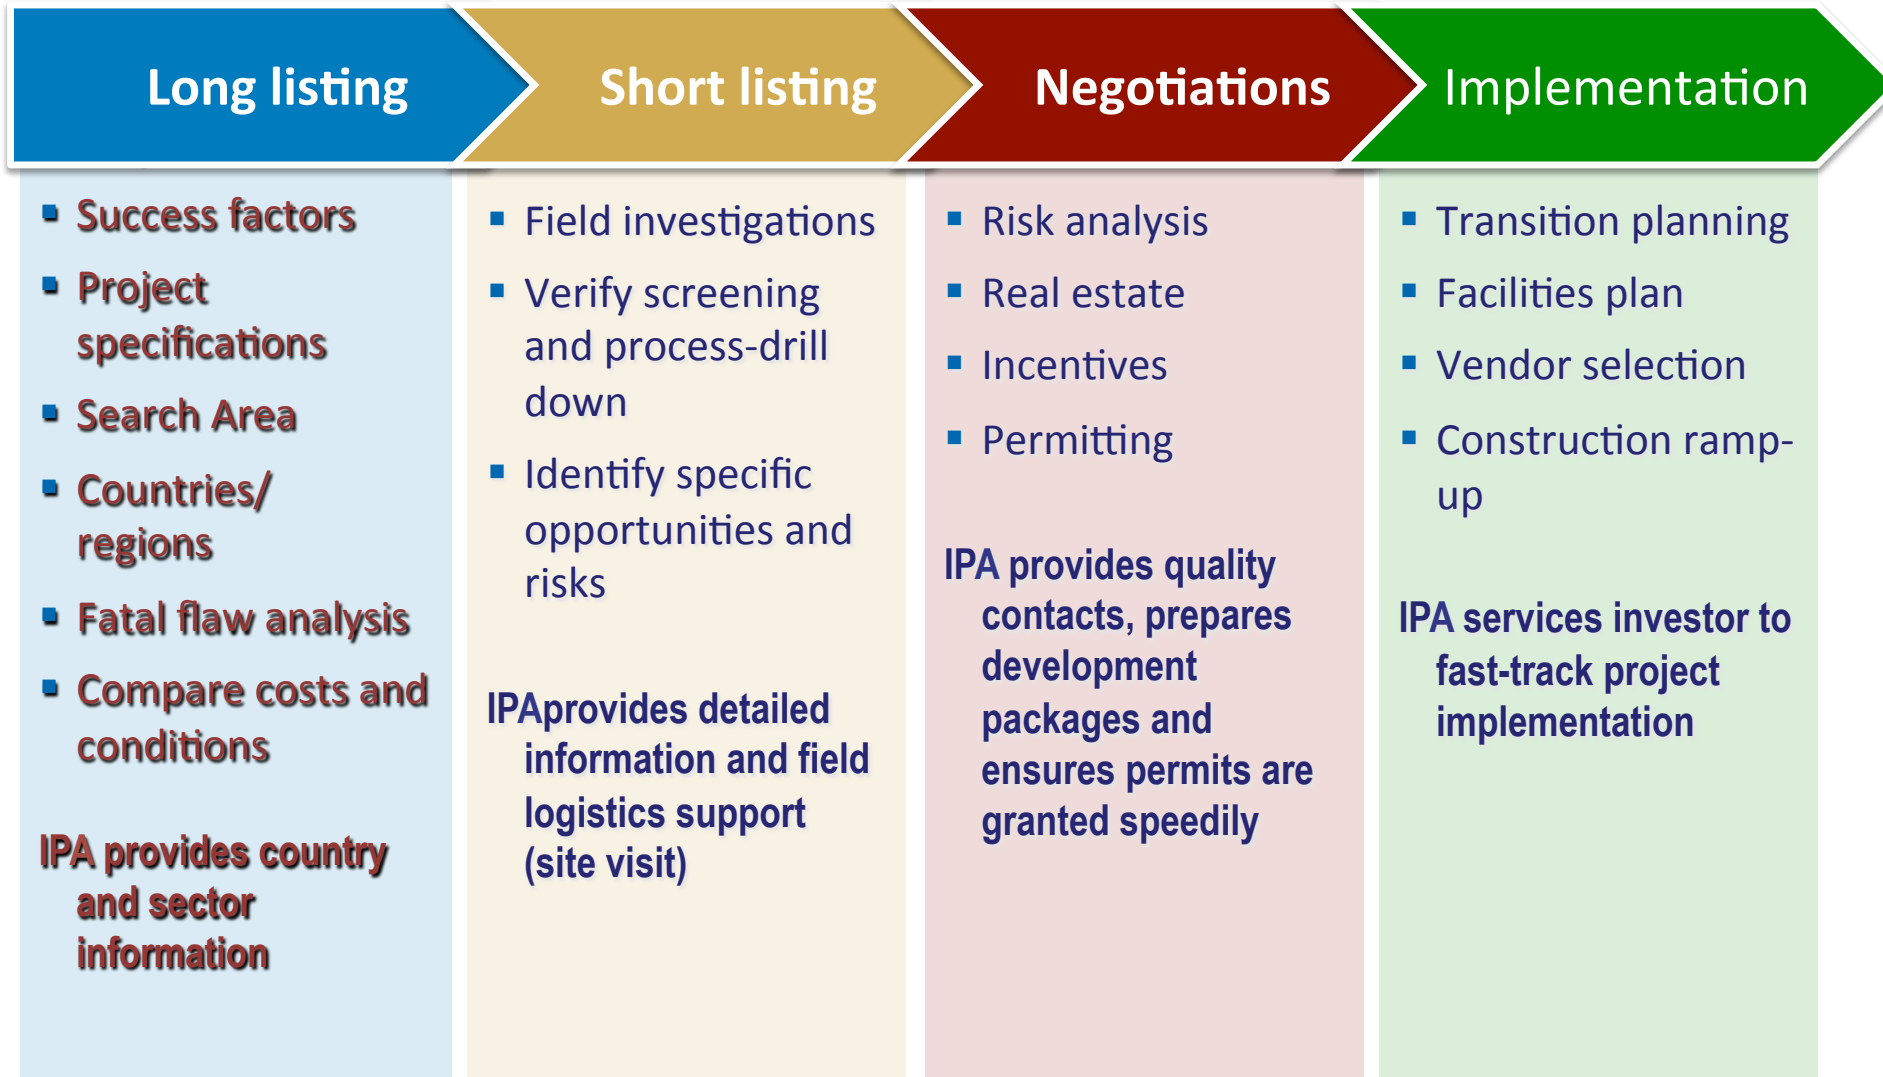 Long listing
Short listing
Negotiations
Implementation
▪ Success factors
▪ Project
specifications
▪ Search Area
▪ Countries/
regions
▪ Fatal flaw analysis
▪ Compare costs and
conditions
IPA provides country
and sector
information
▪ Field investigations
▪ Verify screening
and process-drill
down
▪ Identify specific
opportunities and
risks
IPAprovides detailed
information and field
logistics support
(site visit)
▪ Risk analysis
▪ Real estate
▪ Incentives
▪ Permitting
IPA provides quality
contacts, prepares
development
packages and
ensures permits are
granted speedily
▪ Transition planning
▪ Facilities plan
▪ Vendor selection
▪ Construction ramp-
up
IPA services investor to
fast-track project
implementation